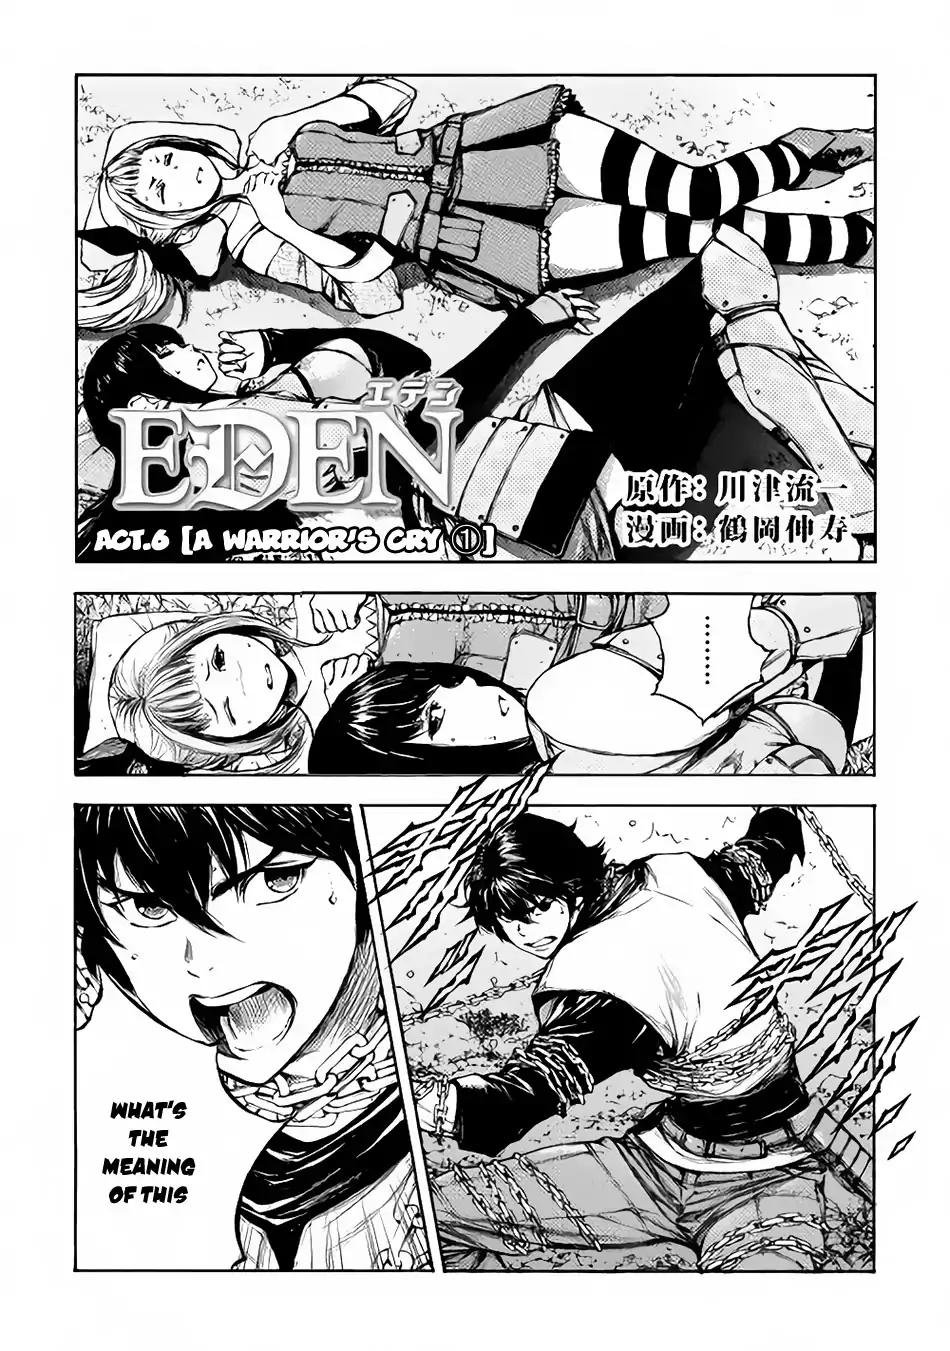 エデン
EDEN
ACT.6 [A WARRIOR'S CRY ①]
原作：川津流一
漫画：鶴岡伸寿
………
WHAT'S
THE
MEANING
OF THIS